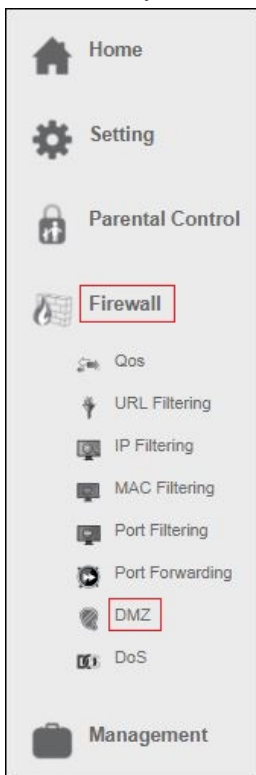 Home
Setting
Parental Control
Firewall
Qos
URL Filtering
IP Filtering
MAC Filtering
Port Filtering
Port Forwarding
DMZ
DoS
Management